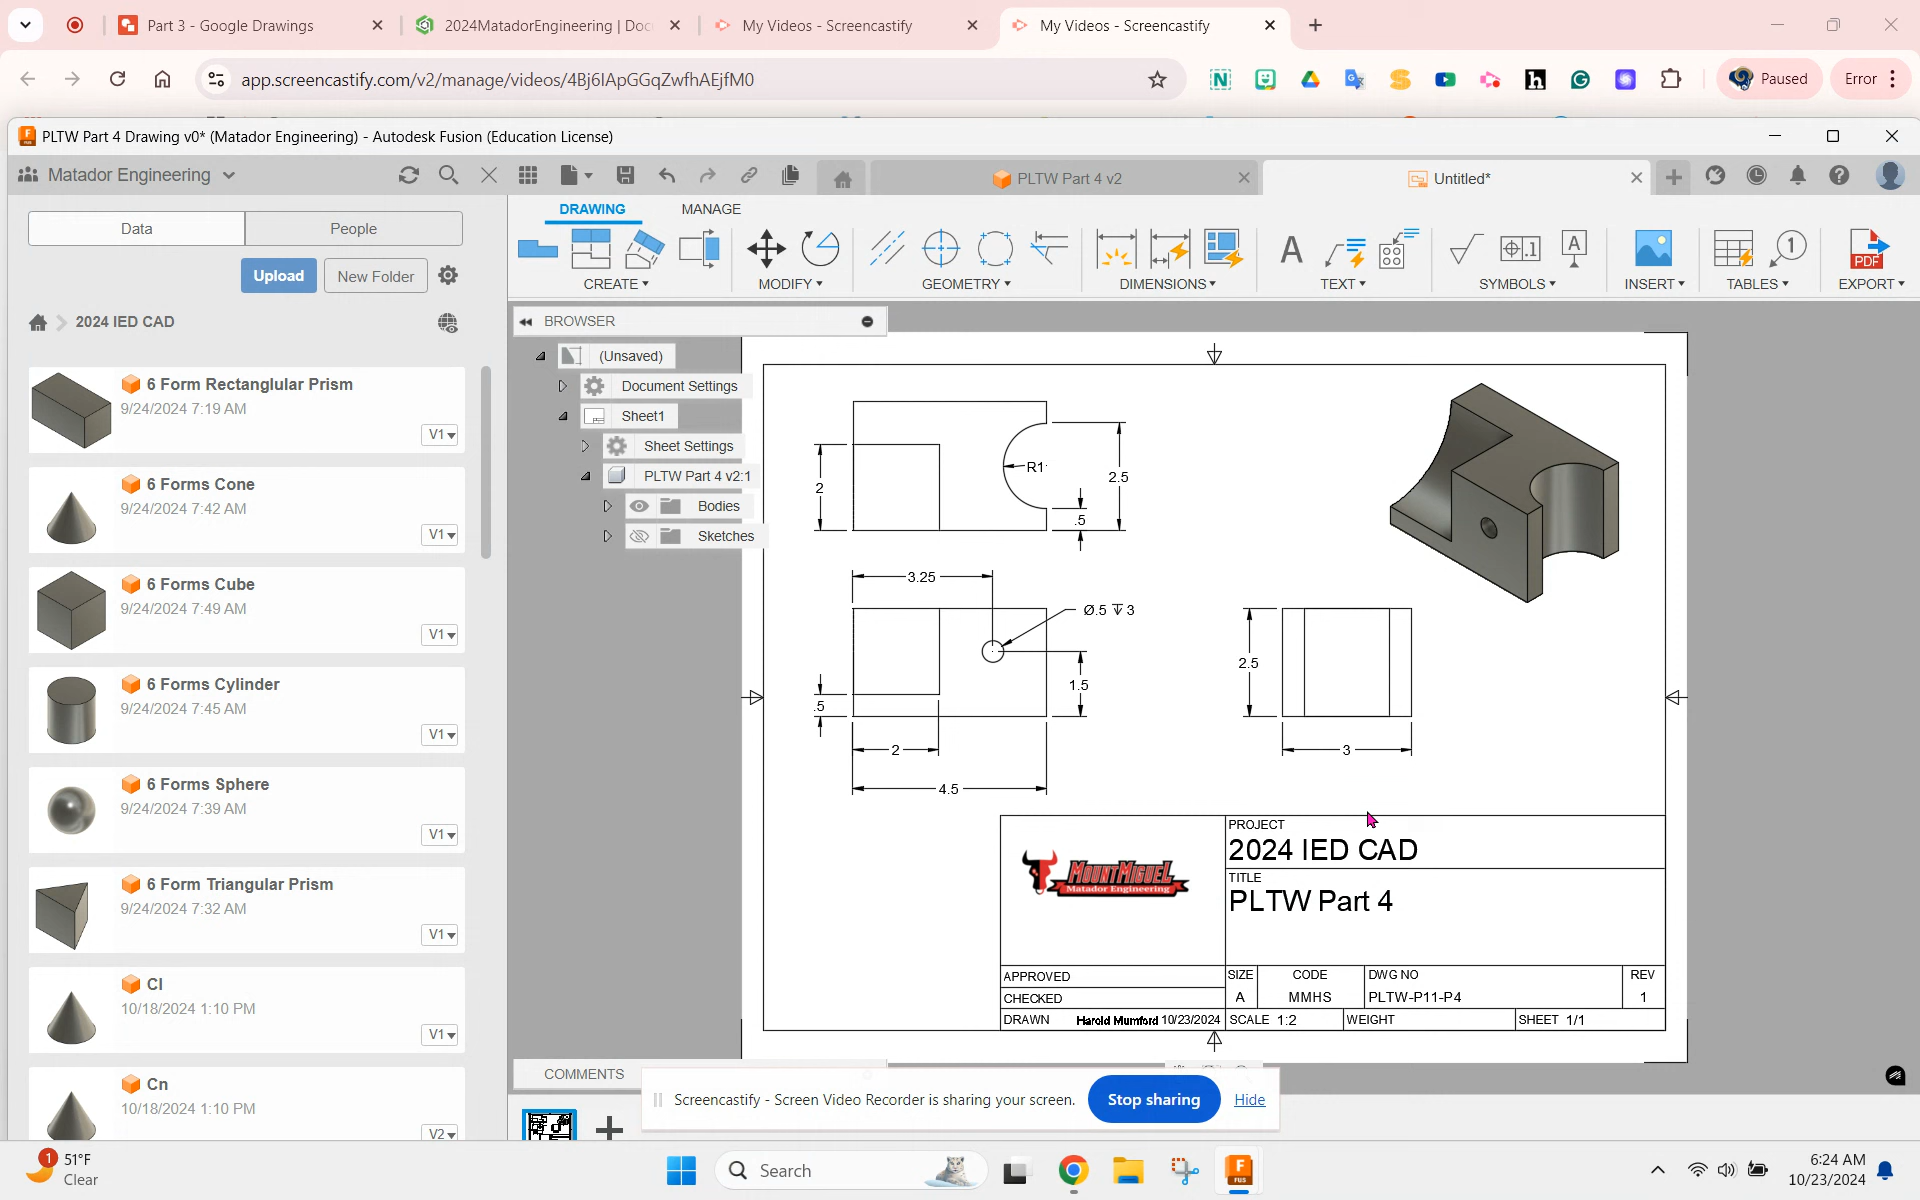 Part 3 - Google Drawings
2024MatadorEngineering | Doc
My Videos - Screencastify
My Videos - Screencastify
app.screencastify.com/v2/manage/videos/4Bj6IApGGqZwfhAEjfM0
Paused
Error
PLTW Part 4 Drawing v0* (Matador Engineering) - Autodesk Fusion (Education License)
Matador Engineering
PLTW Part 4 v2
Untitled*
Data
People
Upload
New Folder
2024 IED CAD
6 Form Rectanglular Prism
9/24/2024 7:19 AM
V1
6 Forms Cone
9/24/2024 7:42 AM
V1
6 Forms Cube
9/24/2024 7:49 AM
V1
6 Forms Cylinder
9/24/2024 7:45 AM
V1
6 Forms Sphere
9/24/2024 7:39 AM
V1
6 Form Triangular Prism
9/24/2024 7:32 AM
V1
CI
10/18/2024 1:10 PM
V1
Cn
10/18/2024 1:10 PM
V2
DRAWING
MANAGE
CREATE
MODIFY
GEOMETRY
DIMENSIONS
TEXT
SYMBOLS
INSERT
TABLES
PDF
EXPORT
BROWSER
(Unsaved)
Document Settings
Sheet1
Sheet Settings
PLTW Part 4 v2:1
Bodies
Sketches
2
R1
2.5
.5
3.25
Ø.5 ↧ 3
1.5
.5
2
4.5
2.5
3
MOUNTMIGUEL
Matador Engineering
PROJECT
2024 IED CAD
TITLE
PLTW Part 4
APPROVED
CHECKED
DRAWN Harold Mumford 10/23/2024
SIZE
A
CODE
MMHS
DWG NO
PLTW-P11-P4
REV
1
SCALE 1:2
WEIGHT
SHEET 1/1
COMMENTS
Screencastify - Screen Video Recorder is sharing your screen.
Stop sharing
Hide
1
51°F
Clear
Search
FUS
6:24 AM
10/23/2024